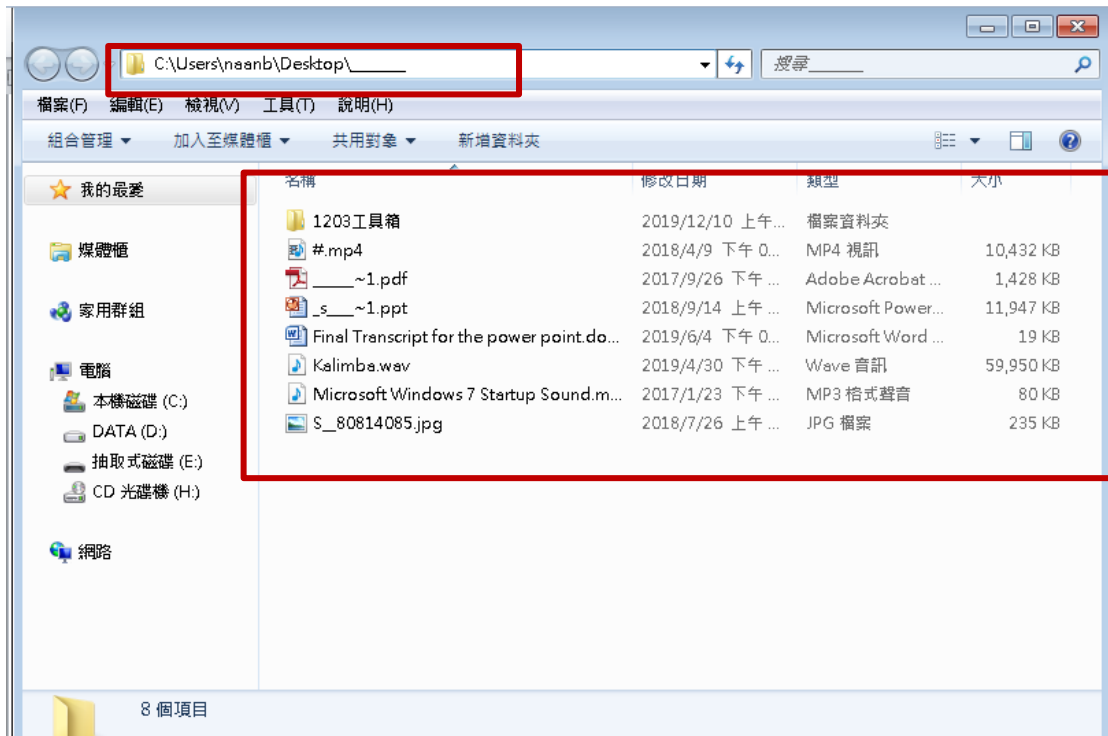 C:\Users\naanb\Desktop\______ 搜尋______
檔案(F) 編輯(E) 檢視(V) 工具(T) 說明(H)
組合管理 加入至媒體櫃 共用對象 新增資料夾
我的最愛
媒體櫃
家用群組
電腦
本機磁碟 (C:)
DATA (D:)
抽取式磁碟 (E:)
CD 光碟機 (H:)
網路
名稱 修改日期 類型 大小
1203工具箱 2019/12/10 上午... 檔案資料夾
#.mp4 2018/4/9 下午 0... MP4 視訊 10,432 KB
____~1.pdf 2017/9/26 下午 ... Adobe Acrobat ... 1,428 KB
_s___~1.ppt 2018/9/14 上午 ... Microsoft Power... 11,947 KB
Final Transcript for the power point.do... 2019/6/4 下午 0... Microsoft Word ... 19 KB
Kalimba.wav 2019/4/30 下午 ... Wave 音訊 59,950 KB
Microsoft Windows 7 Startup Sound.m... 2017/1/23 下午 ... MP3 格式聲音 80 KB
S__80814085.jpg 2018/7/26 上午 ... JPG 檔案 235 KB
8 個項目